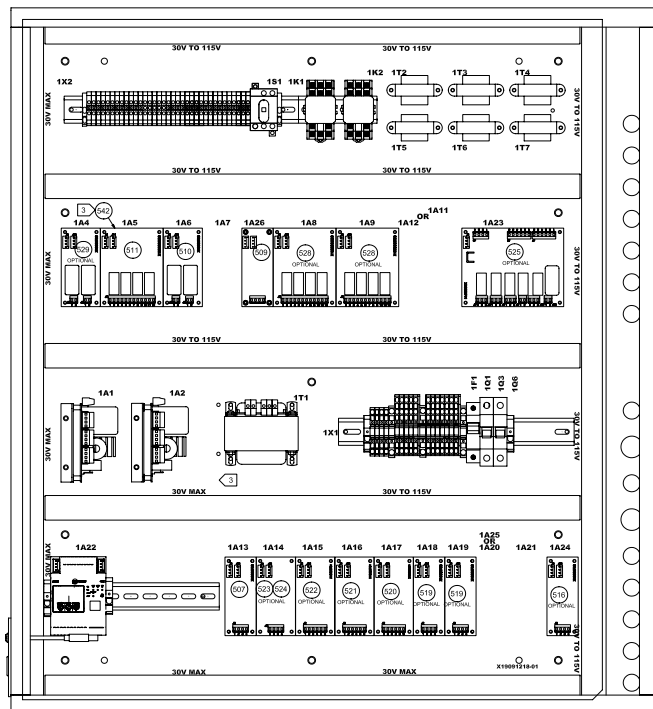 30V TO 115V 30V TO 115V
1X2 1S1 1K1 1K2 1T2 1T3 1T4
30V MAX
30V TO 115V
1T5 1T6 1T7
30V TO 115V 30V TO 115V
3 542
1A4 1A5 1A6 1A7 1A26 1A8 1A9 1A12 OR 1A11 1A23
30V MAX
529 OPTIONAL
511
510
509
528 OPTIONAL
528 OPTIONAL
525 OPTIONAL
30V TO 115V
30V TO 115V 30V TO 115V
1A1 1A2 1T1
1F1 1Q1 1Q3 1Q6
30V MAX
1X1
30V TO 115V
3
30V MAX 30V TO 115V
30V MAX
1A22 1A13 1A14 1A15 1A16 1A17 1A18 1A19
1A25
OR
1A20
1A21 1A24
507
523 524 OPTIONAL
522 OPTIONAL
521 OPTIONAL
520 OPTIONAL
519 OPTIONAL
519 OPTIONAL
516 OPTIONAL
30V TO 115V
X19091218-01
30V MAX 30V MAX